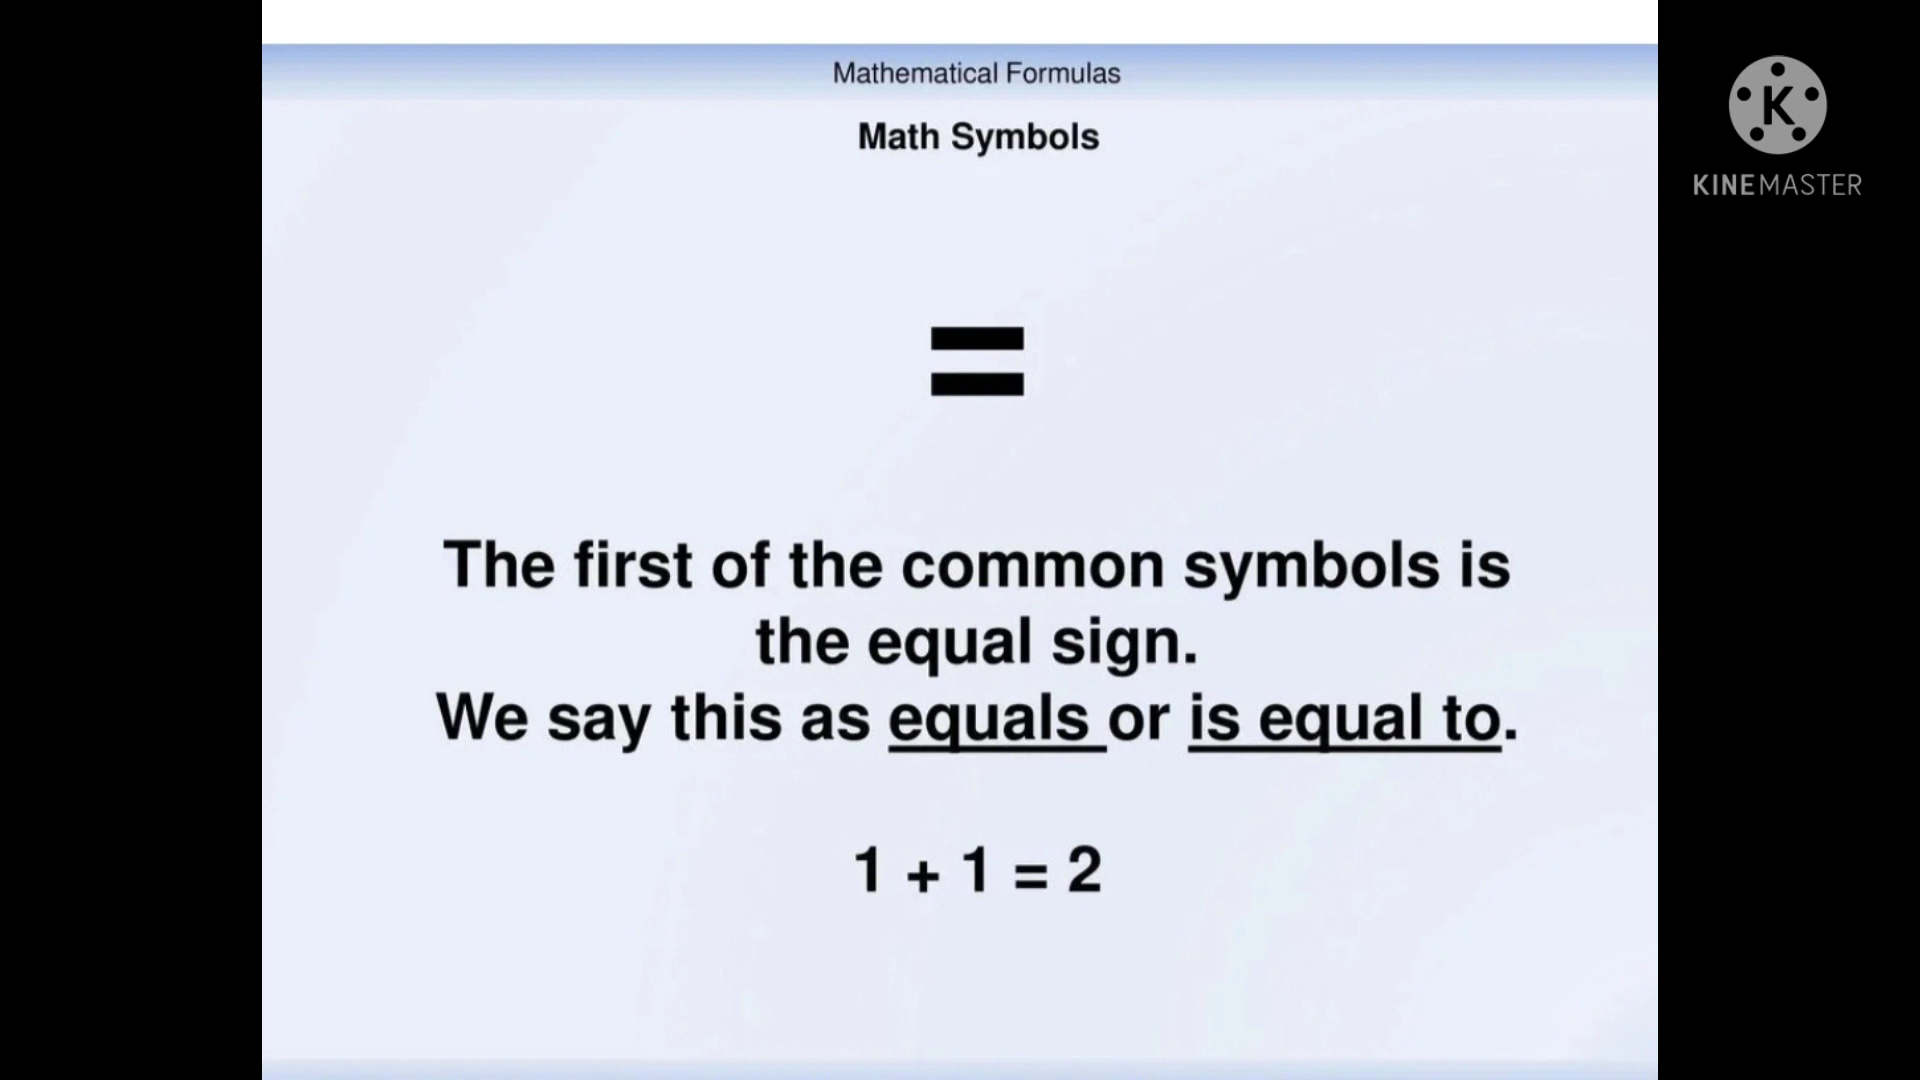 Mathematical Formulas
Math Symbols
=
The first of the common symbols is
the equal sign.
We say this as equals or is equal to.
1 + 1 = 2
K
KINEMASTER